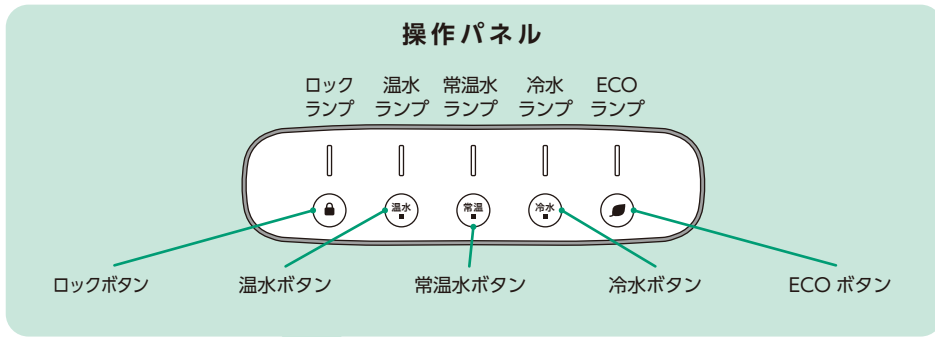 操作パネル
ロック
ランプ
温水
ランプ
常温水
ランプ
冷水
ランプ
ECO
ランプ
温水
常温
冷水
ロックボタン
温水ボタン
常温水ボタン
冷水ボタン
ECO ボタン